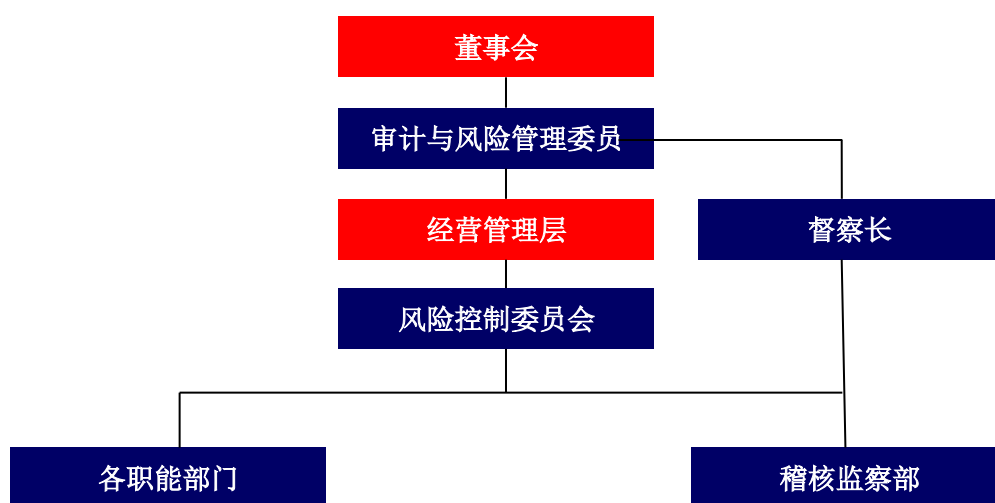 董事会
审计与风险管理委员
经营管理层
督察长
风险控制委员会
各职能部门
稽核监察部